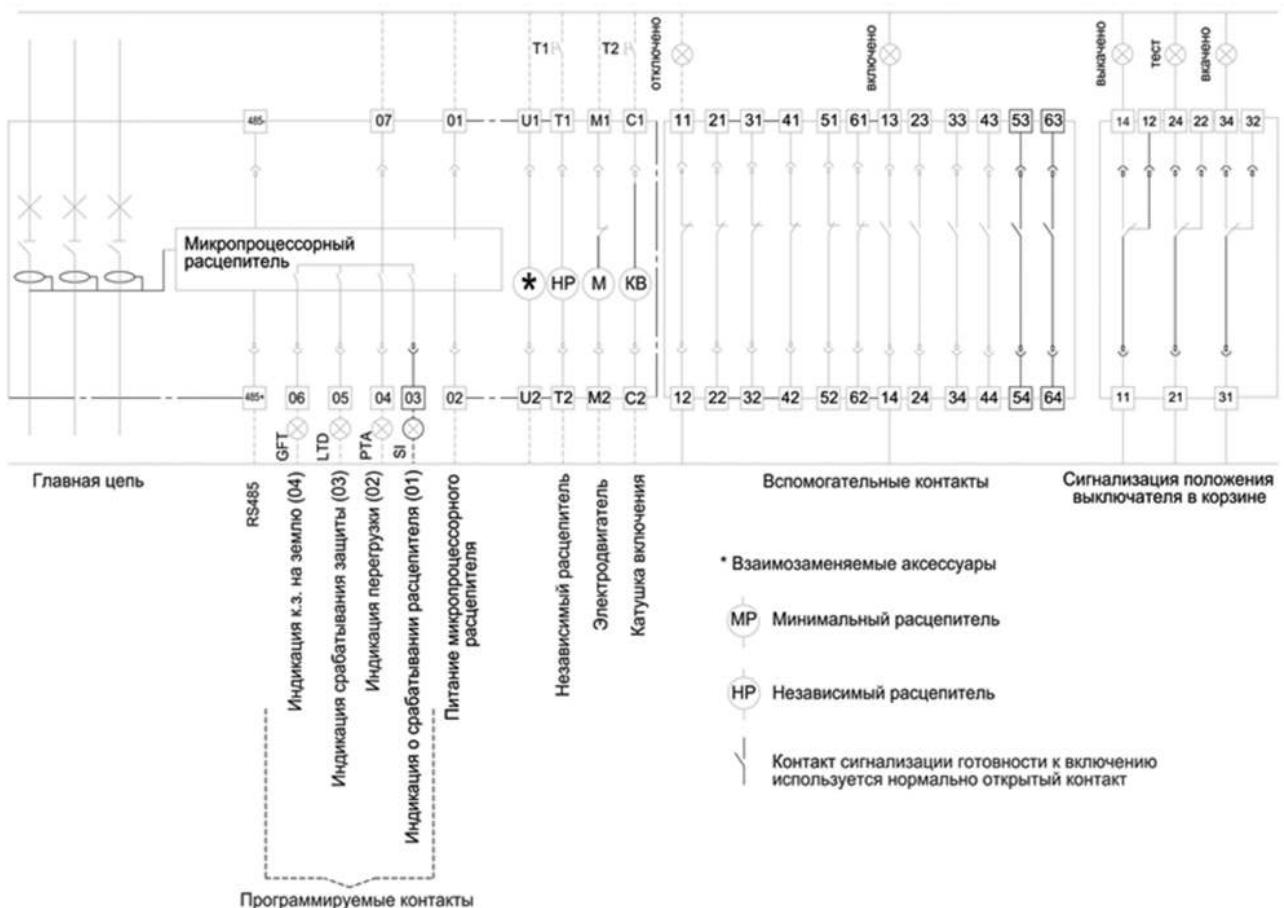 T1
T2
отключено
включено
выкачено
тест
вкачено
485-
07
01
U1
T1
M1
C1
11
21
31
41
51
61
13
23
33
43
53
63
14
12
24
22
34
32
Микропроцессорный
расцепитель
*
НР
М
КВ
485+
06
05
04
03
02
U2
T2
M2
C2
12
22
32
42
52
62
14
24
34
44
54
64
11
21
31
GFT
LTD
PTA
SI
Главная цепь
RS485
Индикация к.з. на землю (04)
Индикация срабатывания защиты (03)
Индикация перегрузки (02)
Индикация о срабатывании расцепителя (01)
Питание микропроцессорного
расцепителя
Независимый расцепитель
Электродвигатель
Катушка включения
Вспомогательные контакты
Сигнализация положения
выключателя в корзине
* Взаимозаменяемые аксессуары
МР
Минимальный расцепитель
НР
Независимый расцепитель
Контакт сигнализации готовности к включению
используется нормально открытый контакт
Программируемые контакты